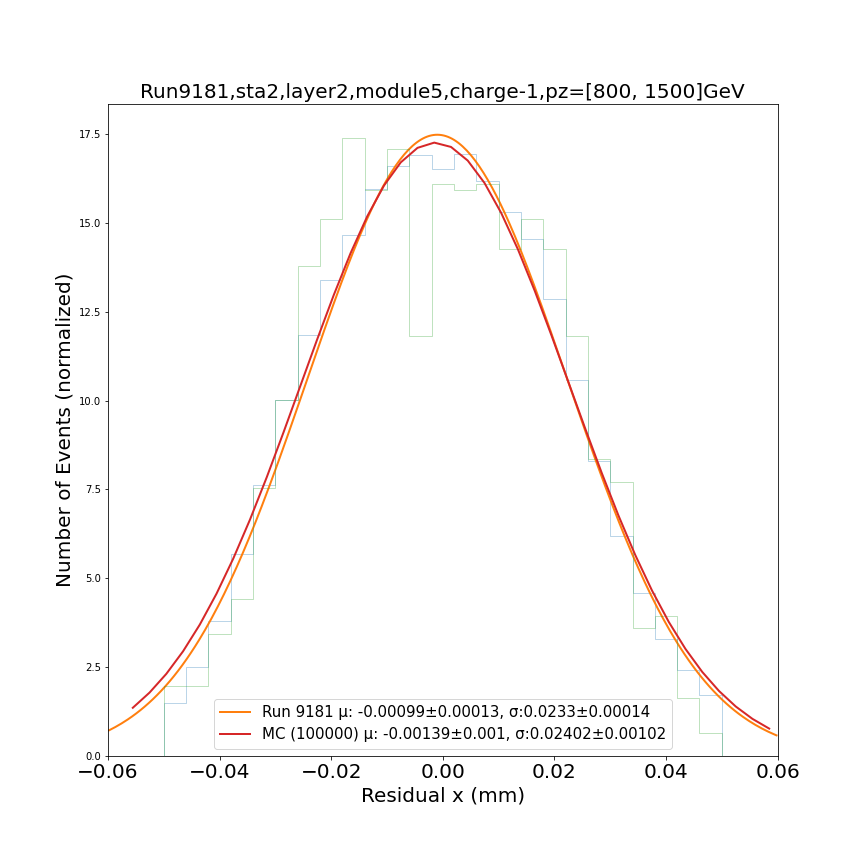 Run9181,sta2,layer2,module5,charge-1,pz=[800, 1500]GeV
Number of Events (normalized)
17.5
15.0
12.5
10.0
7.5
5.0
2.5
0.0
Run 9181 μ: -0.00099±0.00013, σ:0.0233±0.00014
MC (100000) μ: -0.00139±0.001, σ:0.02402±0.00102
−0.06 −0.04 −0.02 0.00 0.02 0.04 0.06
Residual x (mm)